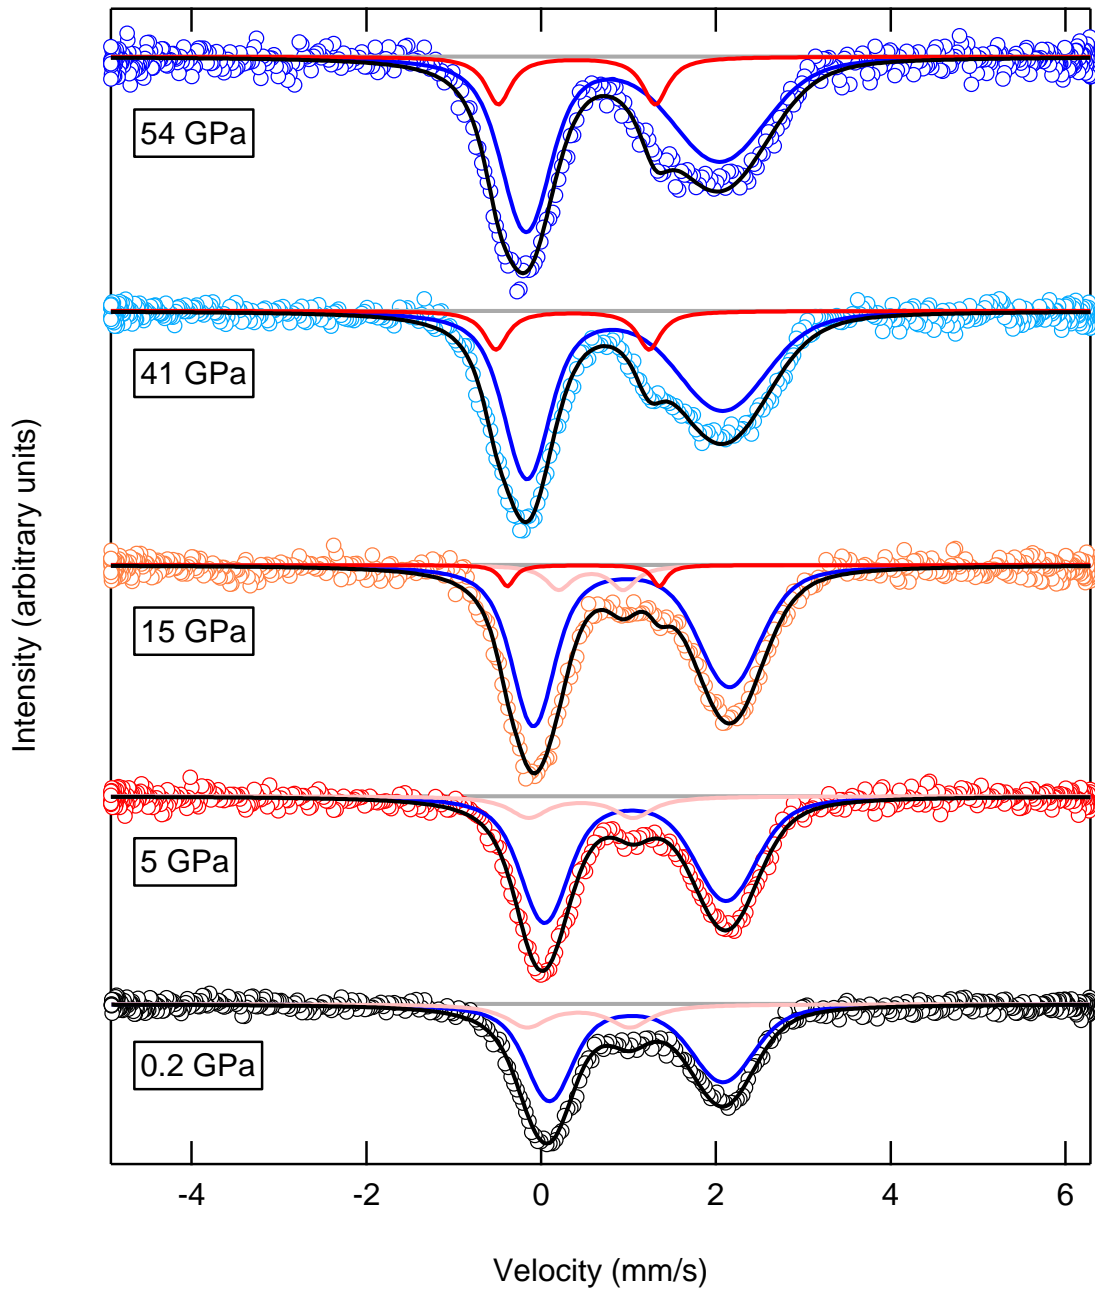 54 GPa
41 GPa
15 GPa
5 GPa
0.2 GPa
Intensity (arbitrary units)
-4 -2 0 2 4 6
Velocity (mm/s)